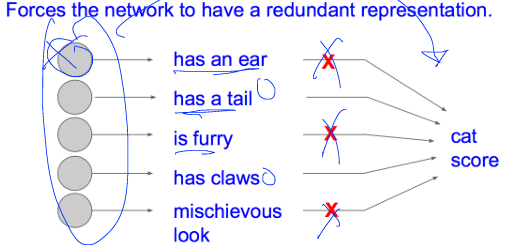 Forces the network to have a redundant representation.
has an ear
has a tail
is furry
has claws
mischievous
look
cat
score